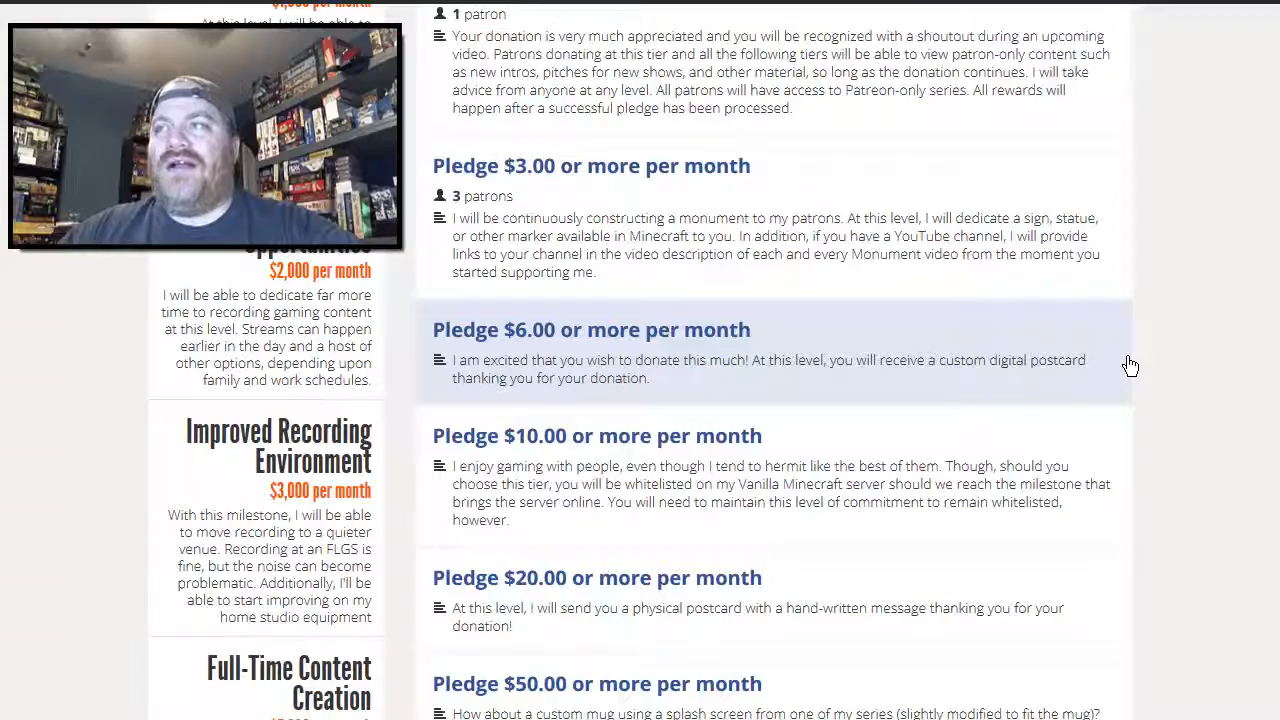 1 patron
Your donation is very much appreciated and you will be recognized with a shoutout during an upcoming
video. Patrons donating at this tier and all the following tiers will be able to view patron-only content such
as new intros, pitches for new shows, and other material, so long as the donation continues. I will take
advice from anyone at any level. All patrons will have access to Patreon-only series. All rewards will
happen after a successful pledge has been processed.
Pledge $3.00 or more per month
3 patrons
I will be continuously constructing a monument to my patrons. At this level, I will dedicate a sign, statue,
or other marker available in Minecraft to you. In addition, if you have a YouTube channel, I will provide
links to your channel in the video description of each and every Monument video from the moment you
started supporting me.
Pledge $6.00 or more per month
I am excited that you wish to donate this much! At this level, you will receive a custom digital postcard
thanking you for your donation.
Pledge $10.00 or more per month
I enjoy gaming with people, even though I tend to hermit like the best of them. Though, should you
choose this tier, you will be whitelisted on my Vanilla Minecraft server should we reach the milestone that
brings the server online. You will need to maintain this level of commitment to remain whitelisted,
however.
Pledge $20.00 or more per month
At this level, I will send you a physical postcard with a hand-written message thanking you for your
donation!
Pledge $50.00 or more per month
How about a custom mug using a splash screen from one of my series (slightly modified to fit the mug)?
Opportunities
$2,000 per month
I will be able to dedicate far more
time to recording gaming content
at this level. Streams can happen
earlier in the day and a host of
other options, depending upon
family and work schedules.
Improved Recording
Environment
$3,000 per month
With this milestone, I will be able
to move recording to a quieter
venue. Recording at an FLGS is
fine, but the noise can become
problematic. Additionally, I'll be
able to start improving on my
home studio equipment
Full-Time Content
Creation